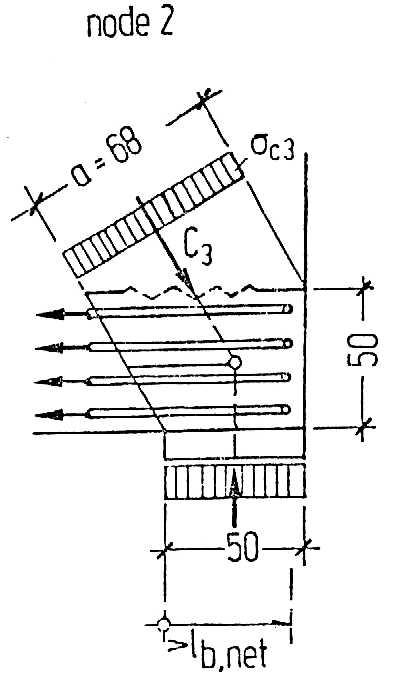 node 2
a = 68
σc3
C3
50
50
>lb,net